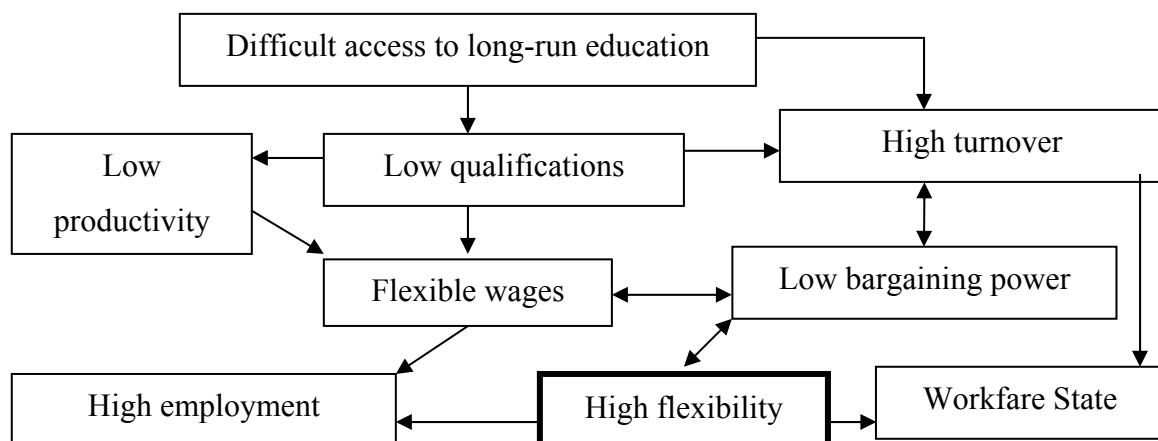 Difficult access to long-run education
High turnover
Low
productivity
Low qualifications
Flexible wages
Low bargaining power
High employment
High flexibility
Workfare State